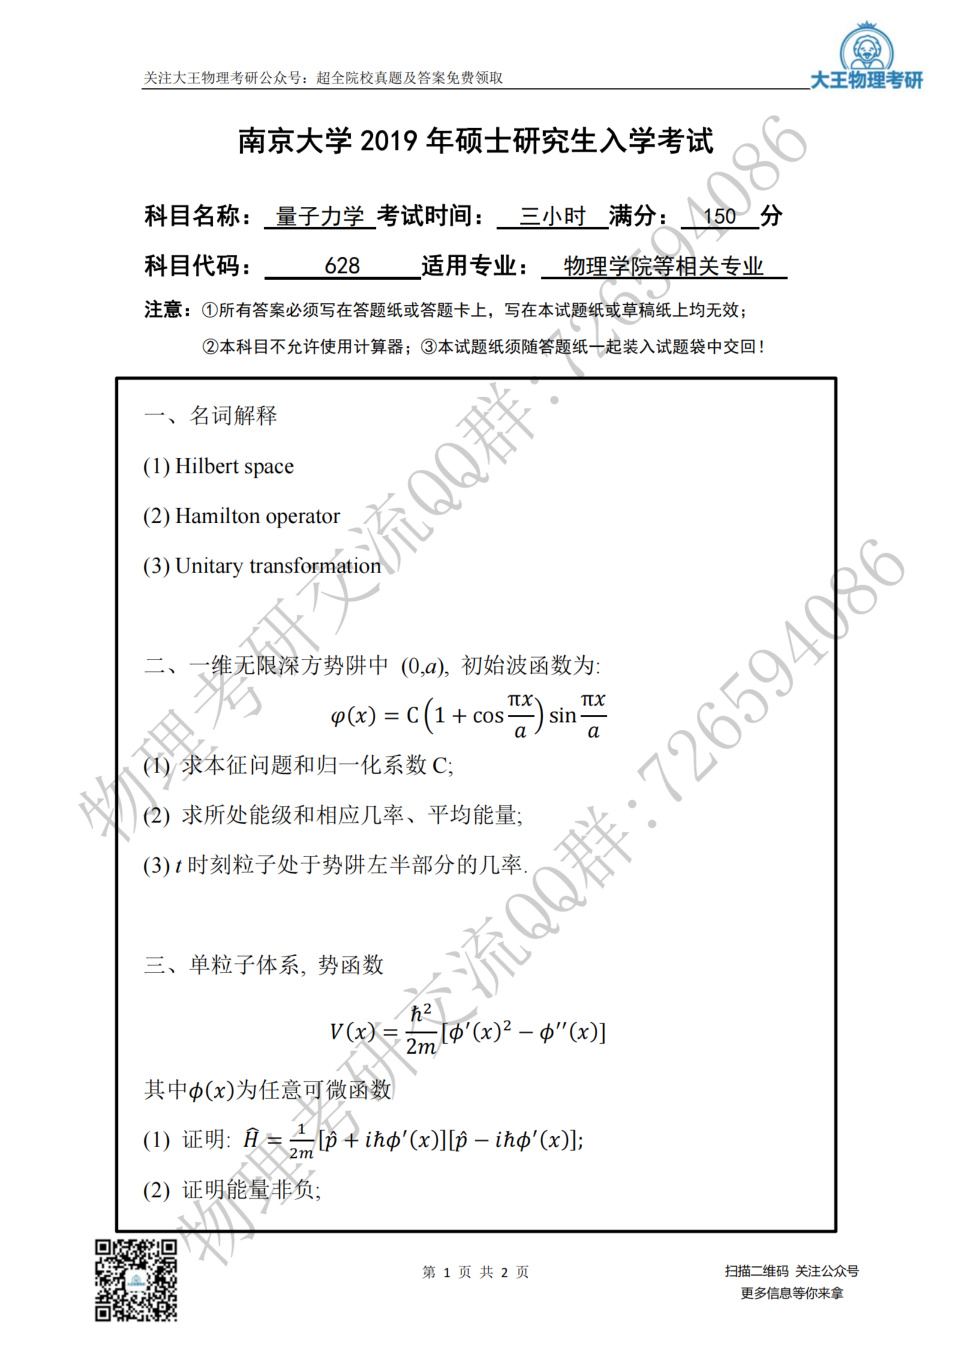 关注大王物理考研公众号：超全院校真题及答案免费领取
大王物理考研
南京大学 2019 年硕士研究生入学考试
科目名称： 量子力学 考试时间： 三小时 满分： 150 分
科目代码： 628 适用专业： 物理学院等相关专业
注意：①所有答案必须写在答题纸或答题卡上，写在本试题纸或草稿纸上均无效；
②本科目不允许使用计算器；③本试题纸须随答题纸一起装入试题袋中交回！
一、名词解释
(1) Hilbert space
(2) Hamilton operator
(3) Unitary transformation
二、一维无限深方势阱中 (0,a), 初始波函数为:
φ(x) = C(1 + cos πx/a) sin πx/a
(1) 求本征问题和归一化系数 C;
(2) 求所处能级和相应几率、平均能量;
(3) t 时刻粒子处于势阱左半部分的几率.
三、单粒子体系, 势函数
V(x) = ħ²/2m [ϕ′(x)² − ϕ′′(x)]
其中ϕ(x)为任意可微函数
(1) 证明: Ĥ = 1/2m [p̂ + iħϕ′(x)][p̂ − iħϕ′(x)];
(2) 证明能量非负;
物理考研交流QQ群：726594086
物理考研交流QQ群：726594086
大王物理考研
第 1 页 共 2 页
扫描二维码 关注公众号
更多信息等你来拿